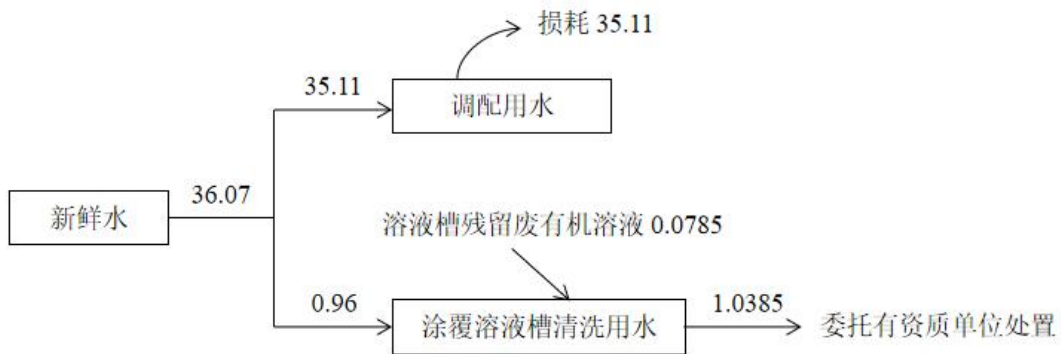 损耗 35.11
35.11
调配用水
36.07
新鲜水
溶液槽残留废有机溶液 0.0785
0.96
涂覆溶液槽清洗用水
1.0385
委托有资质单位处置